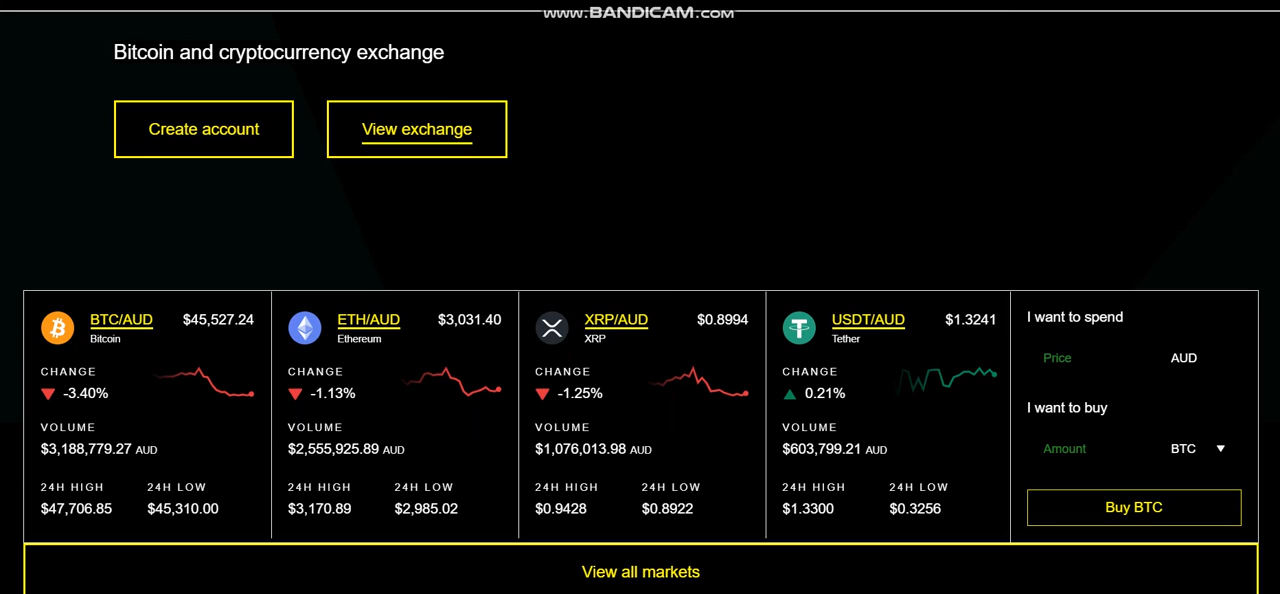 www.BANDICAM.com
Bitcoin and cryptocurrency exchange
Create account
View exchange
BTC/AUD $45,527.24
Bitcoin
CHANGE
-3.40%
VOLUME
$3,188,779.27 AUD
24H HIGH 24H LOW
$47,706.85 $45,310.00
ETH/AUD $3,031.40
Ethereum
CHANGE
-1.13%
VOLUME
$2,555,925.89 AUD
24H HIGH 24H LOW
$3,170.89 $2,985.02
XRP/AUD $0.8994
XRP
CHANGE
-1.25%
VOLUME
$1,076,013.98 AUD
24H HIGH 24H LOW
$0.9428 $0.8922
USDT/AUD $1.3241
Tether
CHANGE
0.21%
VOLUME
$603,799.21 AUD
24H HIGH 24H LOW
$1.3300 $0.3256
I want to spend
Price AUD
I want to buy
Amount BTC
Buy BTC
View all markets